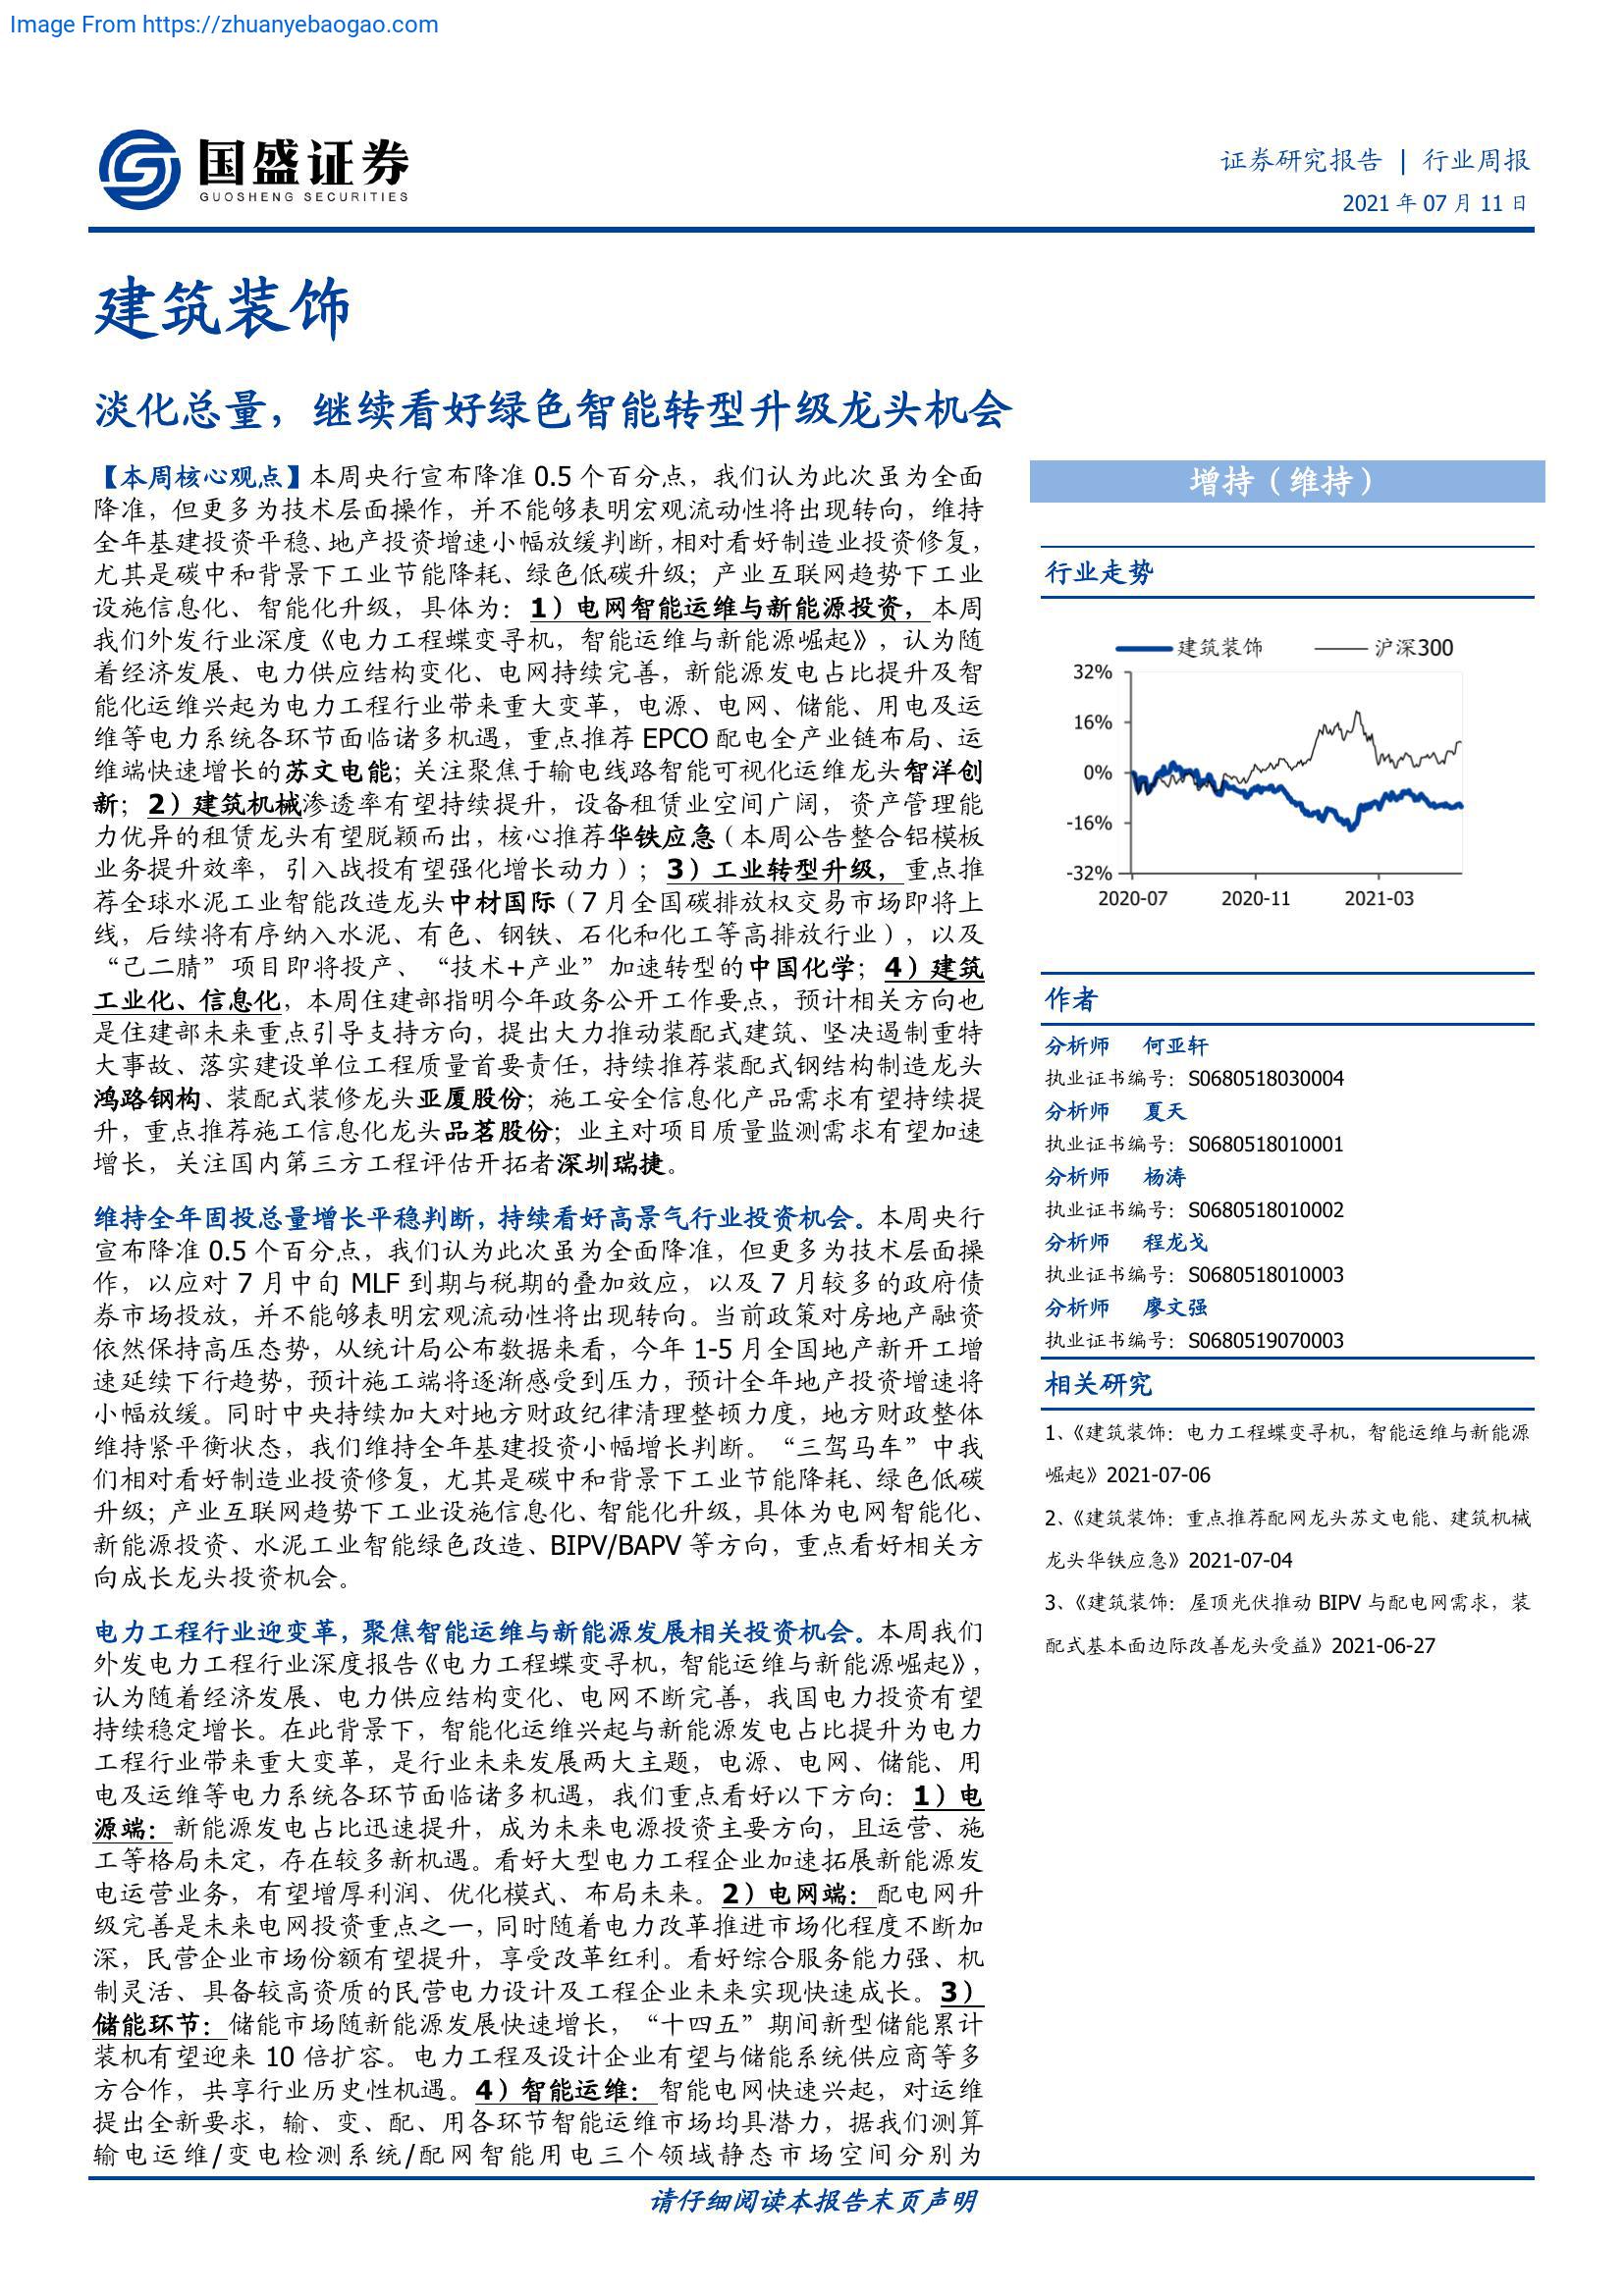 Image From https://zhuanyebaogao.com
国盛证券
GUOSHENG SECURITIES
证券研究报告 | 行业周报
2021 年 07 月 11 日
建筑装饰
淡化总量，继续看好绿色智能转型升级龙头机会
【本周核心观点】本周央行宣布降准 0.5 个百分点，我们认为此次虽为全面
降准，但更多为技术层面操作，并不能够表明宏观流动性将出现转向，维持
全年基建投资平稳、地产投资增速小幅放缓判断，相对看好制造业投资修复，
尤其是碳中和背景下工业节能降耗、绿色低碳升级；产业互联网趋势下工业
设施信息化、智能化升级，具体为：1）电网智能运维与新能源投资，本周
我们外发行业深度《电力工程蝶变寻机，智能运维与新能源崛起》，认为随
着经济发展、电力供应结构变化、电网持续完善，新能源发电占比提升及智
能化运维兴起为电力工程行业带来重大变革，电源、电网、储能、用电及运
维等电力系统各环节面临诸多机遇，重点推荐 EPCO 配电全产业链布局、运
维端快速增长的苏文电能；关注聚焦于输电线路智能可视化运维龙头智洋创
新；2）建筑机械渗透率有望持续提升，设备租赁业空间广阔，资产管理能
力优异的租赁龙头有望脱颖而出，核心推荐华铁应急（本周公告整合铝模板
业务提升效率，引入战投有望强化增长动力）；3）工业转型升级，重点推
荐全球水泥工业智能改造龙头中材国际（7 月全国碳排放权交易市场即将上
线，后续将有序纳入水泥、有色、钢铁、石化和化工等高排放行业），以及
“己二腈”项目即将投产、“技术+产业”加速转型的中国化学；4）建筑
工业化、信息化，本周住建部指明今年政务公开工作要点，预计相关方向也
是住建部未来重点引导支持方向，提出大力推动装配式建筑、坚决遏制重特
大事故、落实建设单位工程质量首要责任，持续推荐装配式钢结构制造龙头
鸿路钢构、装配式装修龙头亚厦股份；施工安全信息化产品需求有望持续提
升，重点推荐施工信息化龙头品茗股份；业主对项目质量监测需求有望加速
增长，关注国内第三方工程评估开拓者深圳瑞捷。
维持全年固投总量增长平稳判断，持续看好高景气行业投资机会。本周央行
宣布降准 0.5 个百分点，我们认为此次虽为全面降准，但更多为技术层面操
作，以应对 7 月中旬 MLF 到期与税期的叠加效应，以及 7 月较多的政府债
券市场投放，并不能够表明宏观流动性将出现转向。当前政策对房地产融资
依然保持高压态势，从统计局公布数据来看，今年 1-5 月全国地产新开工增
速延续下行趋势，预计施工端将逐渐感受到压力，预计全年地产投资增速将
小幅放缓。同时中央持续加大对地方财政纪律清理整顿力度，地方财政整体
维持紧平衡状态，我们维持全年基建投资小幅增长判断。“三驾马车”中我
们相对看好制造业投资修复，尤其是碳中和背景下工业节能降耗、绿色低碳
升级；产业互联网趋势下工业设施信息化、智能化升级，具体为电网智能化、
新能源投资、水泥工业智能绿色改造、BIPV/BAPV 等方向，重点看好相关方
向成长龙头投资机会。
电力工程行业迎变革，聚焦智能运维与新能源发展相关投资机会。本周我们
外发电力工程行业深度报告《电力工程蝶变寻机，智能运维与新能源崛起》，
认为随着经济发展、电力供应结构变化、电网不断完善，我国电力投资有望
持续稳定增长。在此背景下，智能化运维兴起与新能源发电占比提升为电力
工程行业带来重大变革，是行业未来发展两大主题，电源、电网、储能、用
电及运维等电力系统各环节面临诸多机遇，我们重点看好以下方向：1）电
源端：新能源发电占比迅速提升，成为未来电源投资主要方向，且运营、施
工等格局未定，存在较多新机遇。看好大型电力工程企业加速拓展新能源发
电运营业务，有望增厚利润、优化模式、布局未来。2）电网端：配电网升
级完善是未来电网投资重点之一，同时随着电力改革推进市场化程度不断加
深，民营企业市场份额有望提升，享受改革红利。看好综合服务能力强、机
制灵活、具备较高资质的民营电力设计及工程企业未来实现快速成长。3）
储能环节：储能市场随新能源发展快速增长，“十四五”期间新型储能累计
装机有望迎来 10 倍扩容。电力工程及设计企业有望与储能系统供应商等多
方合作，共享行业历史性机遇。4）智能运维：智能电网快速兴起，对运维
提出全新要求，输、变、配、用各环节智能运维市场均具潜力，据我们测算
输电运维/变电检测系统/配网智能用电三个领域静态市场空间分别为
增持（维持）
行业走势
建筑装饰 沪深300
32%
16%
0%
-16%
-32%
2020-07 2020-11 2021-03
作者
分析师 何亚轩
执业证书编号：S0680518030004
分析师 夏天
执业证书编号：S0680518010001
分析师 杨涛
执业证书编号：S0680518010002
分析师 程龙戈
执业证书编号：S0680518010003
分析师 廖文强
执业证书编号：S0680519070003
相关研究
1、《建筑装饰：电力工程蝶变寻机，智能运维与新能源
崛起》2021-07-06
2、《建筑装饰：重点推荐配网龙头苏文电能、建筑机械
龙头华铁应急》2021-07-04
3、《建筑装饰：屋顶光伏推动 BIPV 与配电网需求，装
配式基本面边际改善龙头受益》2021-06-27
请仔细阅读本报告末页声明